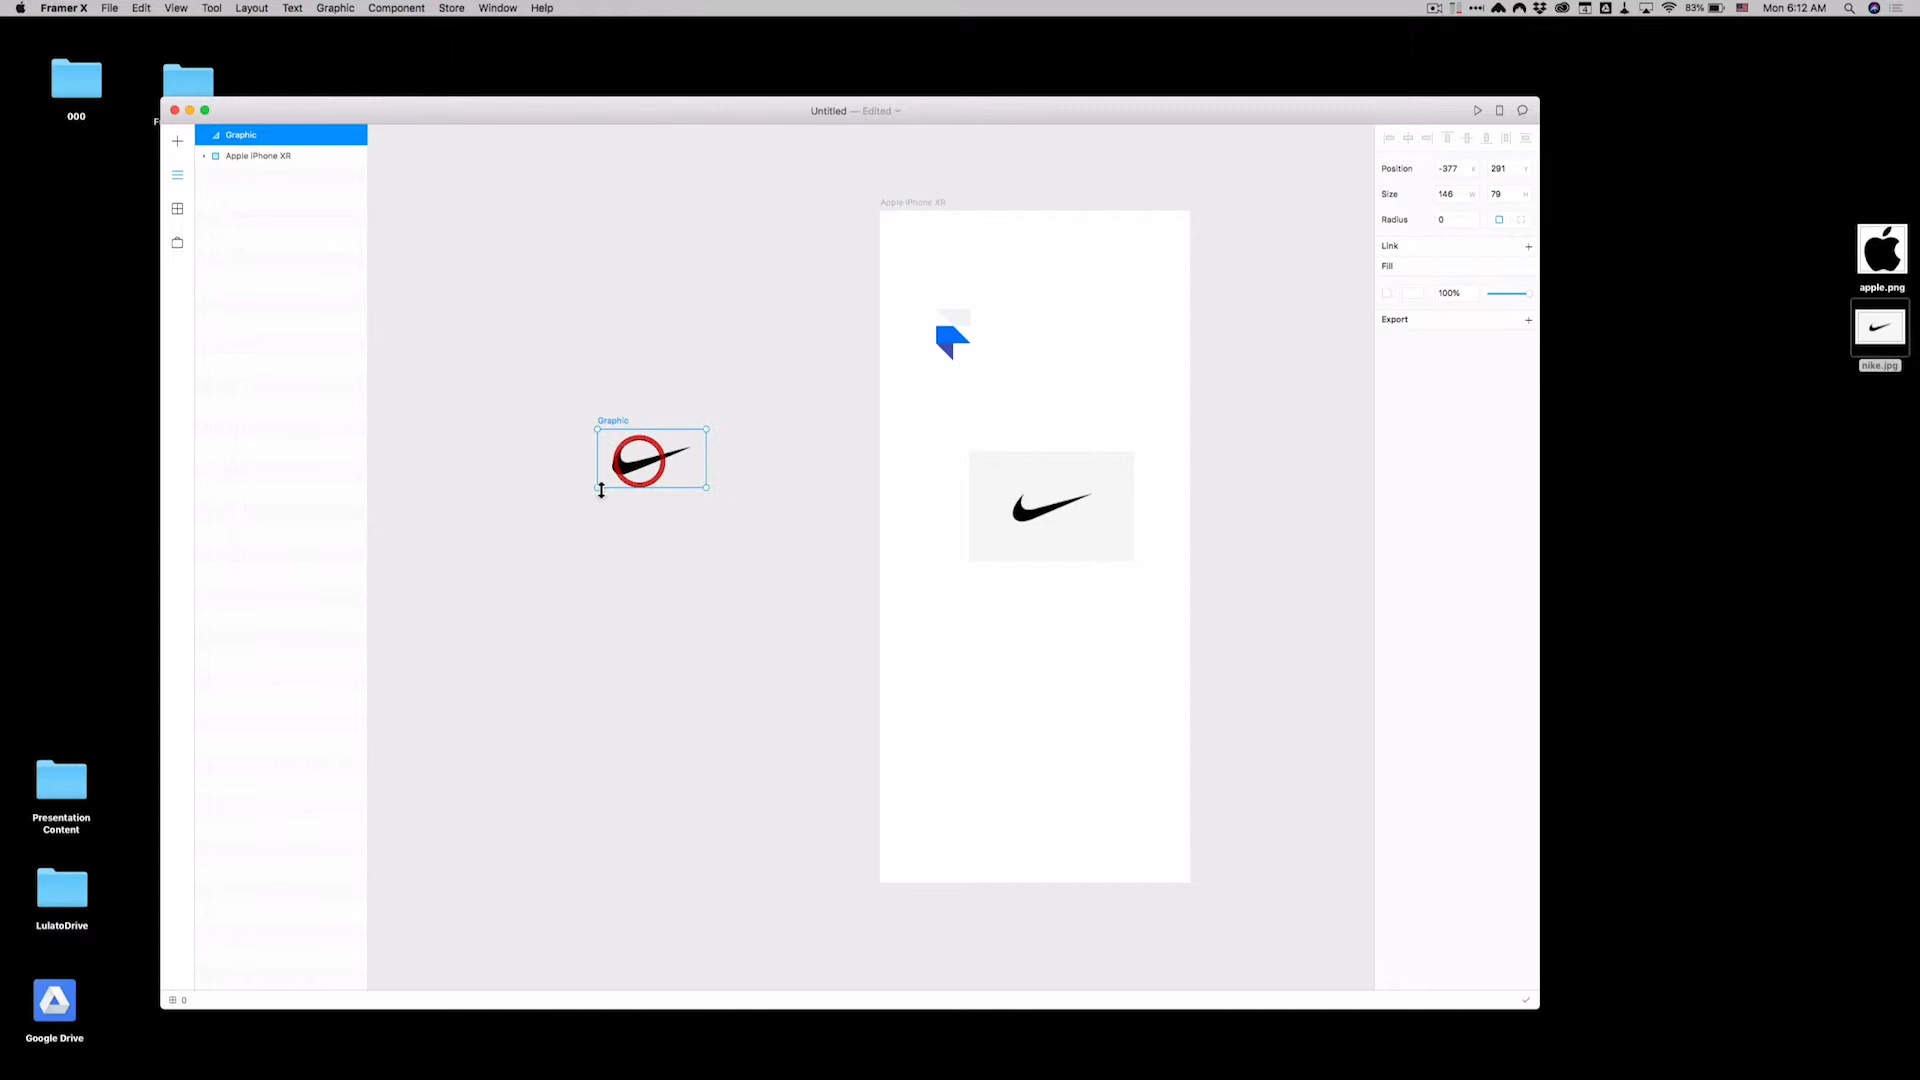 Framer X File Edit View Tool Layout Text Graphic Component Store Window Help
83% Mon 6:12 AM
000
Untitled — Edited
Graphic
Apple iPhone XR
Position -377 X 291 Y
Size 146 W 79 H
Radius 0
Link
Fill
100%
Export
Apple iPhone XR
Graphic
apple.png
nike.jpg
Presentation
Content
LulatoDrive
Google Drive
0